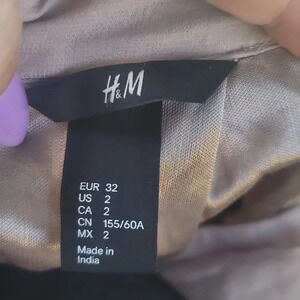 H&M
EUR 32
US 2
CA 2
CN 155/60A
MX 2
Made in
India